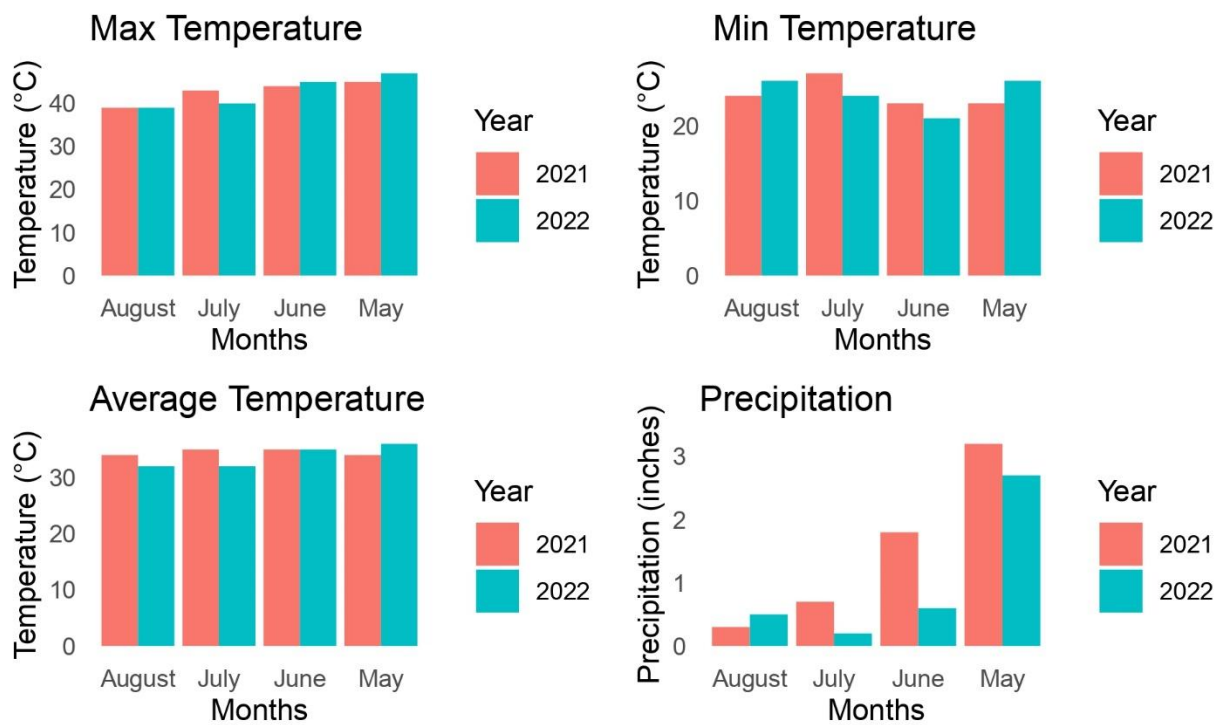 Max Temperature
Temperature (°C)
40
30
20
10
0
August July June May
Months
Year
2021
2022
Min Temperature
Temperature (°C)
20
10
0
August July June May
Months
Year
2021
2022
Average Temperature
Temperature (°C)
30
20
10
0
August July June May
Months
Year
2021
2022
Precipitation
Precipitation (inches)
3
2
1
0
August July June May
Months
Year
2021
2022